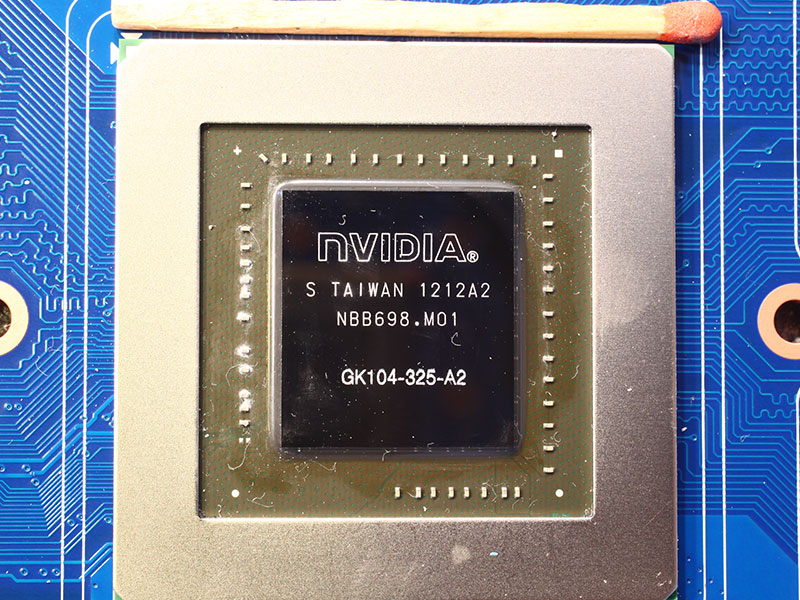 nVIDIA®
S TAIWAN 1212A2
NBB698.M01
GK104-325-A2